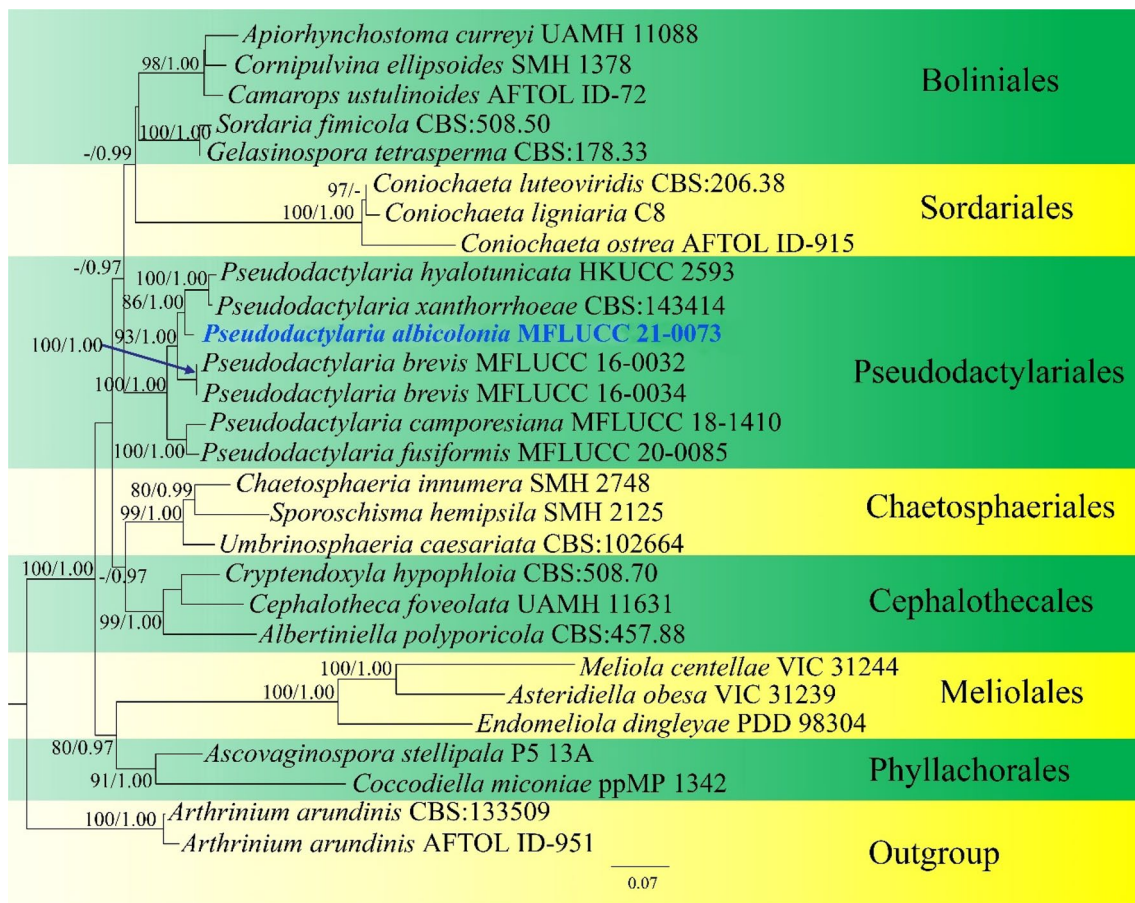 Apiorhynchostoma curreyi UAMH 11088
98/1.00
Cornipulvina ellipsoides SMH 1378
Boliniales
Camarops ustulinoides AFTOL ID-72
Sordaria fimicola CBS:508.50
100/1.00
Gelasinospora tetrasperma CBS:178.33
-/0.99
Coniochaeta luteoviridis CBS:206.38
97/-
Coniochaeta ligniaria C8
100/1.00
Sordariales
Coniochaeta ostrea AFTOL ID-915
-/0.97
Pseudodactylaria hyalotunicata HKUCC 2593
100/1.00
Pseudodactylaria xanthorrhoeae CBS:143414
86/1.00
Pseudodactylaria albicolonia MFLUCC 21-0073
93/1.00
100/1.00
Pseudodactylaria brevis MFLUCC 16-0032
Pseudodactylariales
Pseudodactylaria brevis MFLUCC 16-0034
100/1.00
Pseudodactylaria camporesiana MFLUCC 18-1410
Pseudodactylaria fusiformis MFLUCC 20-0085
100/1.00
Chaetosphaeria innumera SMH 2748
80/0.99
Chaetosphaeriales
Sporoschisma hemipsila SMH 2125
99/1.00
Umbrinosphaeria caesariata CBS:102664
100/1.00
-/0.97
Cryptendoxyla hypophloia CBS:508.70
Cephalotheca foveolata UAMH 11631
Cephalothecales
99/1.00
Albertiniella polyporicola CBS:457.88
100/1.00
Meliola centellae VIC 31244
100/1.00
Asteridiella obesa VIC 31239
Meliolales
Endomeliola dingleyae PDD 98304
80/0.97
Ascovaginospora stellipala P5 13A
Phyllachorales
91/1.00
Coccodiella miconiae ppMP 1342
Arthrinium arundinis CBS:133509
100/1.00
Arthrinium arundinis AFTOL ID-951
Outgroup
0.07